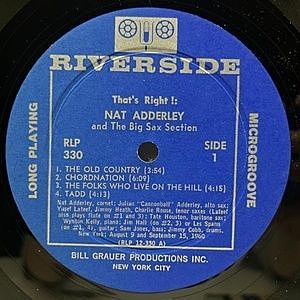 RIVERSIDE
That's Right !:
NAT ADDERLEY
and The Big Sax Section
RLP
330
SIDE
1
LONG PLAYING
MICROGROOVE
1. THE OLD COUNTRY (3:54)
2. CHORDNATION (6:09)
3. THE FOLKS WHO LIVE ON THE HILL (4:15)
4. TADD (4:13)
Nat Adderley, cornet; Julian "Cannonball" Adderley, alto sax;
Yusef Lateef, Jimmy Heath, Charlie Rouse, tenor saxes (Lateef
also plays flute on #1 and 3); Tate Houston, baritone sax;
Wynton Kelly, piano; Jim Hall (on #2, 3) or Les Spann
(on #1, 4), guitar; Sam Jones, bass; Jimmy Cobb, drums,
New York; August 9 and September 15, 1960
(RLP 12-330 A)
BILL GRAUER PRODUCTIONS INC.
NEW YORK CITY